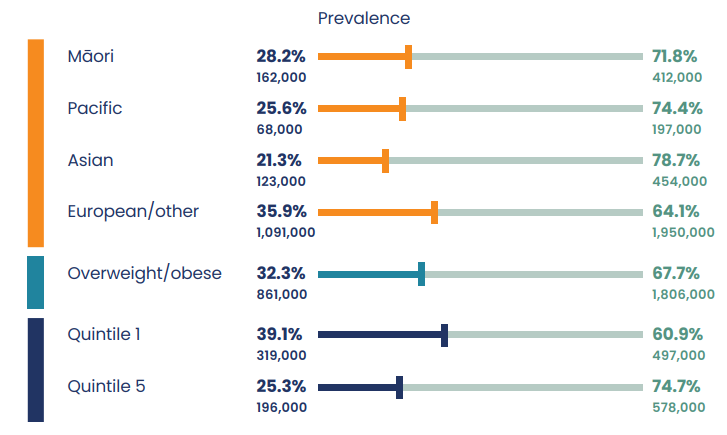 Prevalence
Māori 28.2% 71.8%
162,000 412,000
Pacific 25.6% 74.4%
68,000 197,000
Asian 21.3% 78.7%
123,000 454,000
European/other 35.9% 64.1%
1,091,000 1,950,000
Overweight/obese 32.3% 67.7%
861,000 1,806,000
Quintile 1 39.1% 60.9%
319,000 497,000
Quintile 5 25.3% 74.7%
196,000 578,000